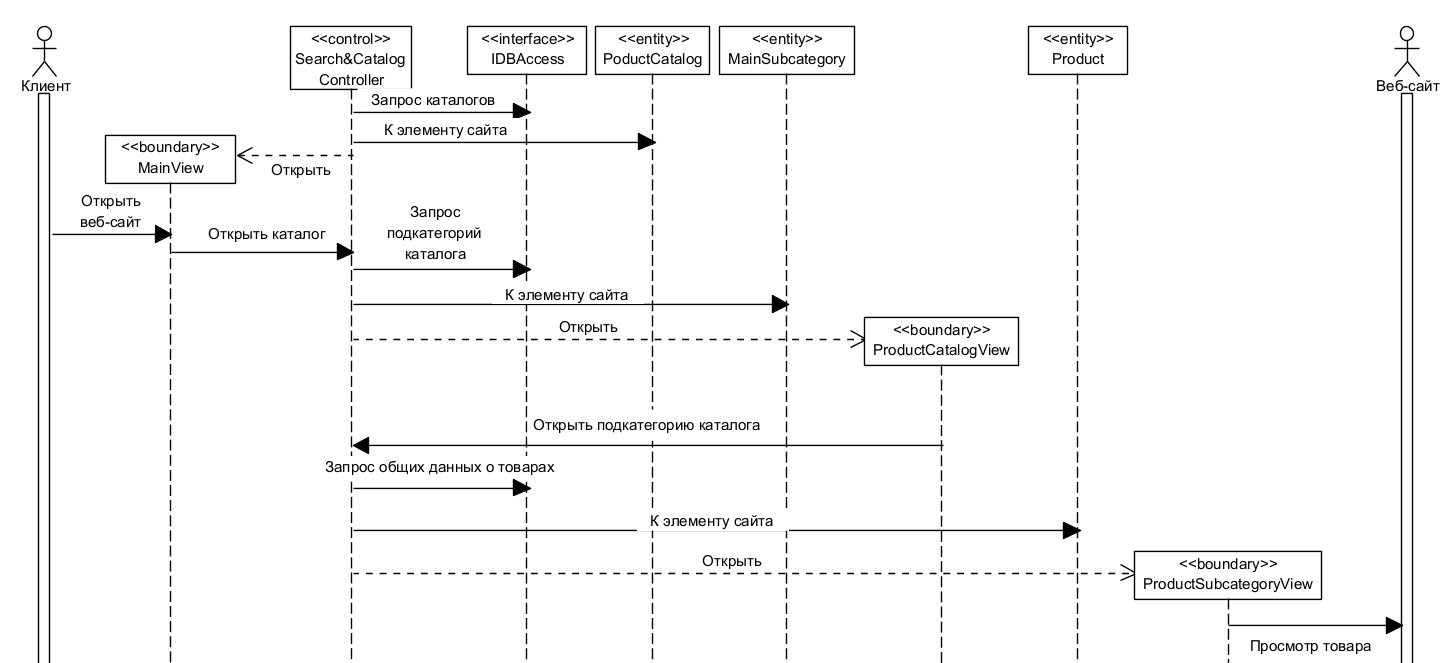 <<control>>
Search&Catalog
Controller
<<interface>>
IDBAccess
<<entity>>
PoductCatalog
<<entity>>
MainSubcategory
<<entity>>
Product
Клиент
Веб-сайт
Запрос каталогов
К элементу сайта
<<boundary>>
MainView
Открыть
Открыть
веб-сайт
Открыть каталог
Запрос
подкатегорий
каталога
К элементу сайта
Открыть
<<boundary>>
ProductCatalogView
Открыть подкатегорию каталога
Запрос общих данных о товарах
К элементу сайта
Открыть
<<boundary>>
ProductSubcategoryView
Просмотр товара